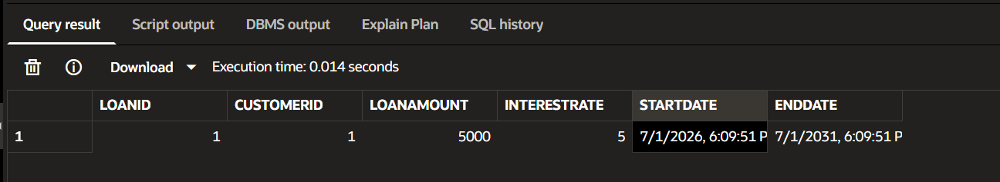 Query result Script output DBMS output Explain Plan SQL history
Download Execution time: 0.014 seconds
LOANID CUSTOMERID LOANAMOUNT INTERESTRATE STARTDATE ENDDATE
1 1 1 5000 5 7/1/2026, 6:09:51 P 7/1/2031, 6:09:51 P